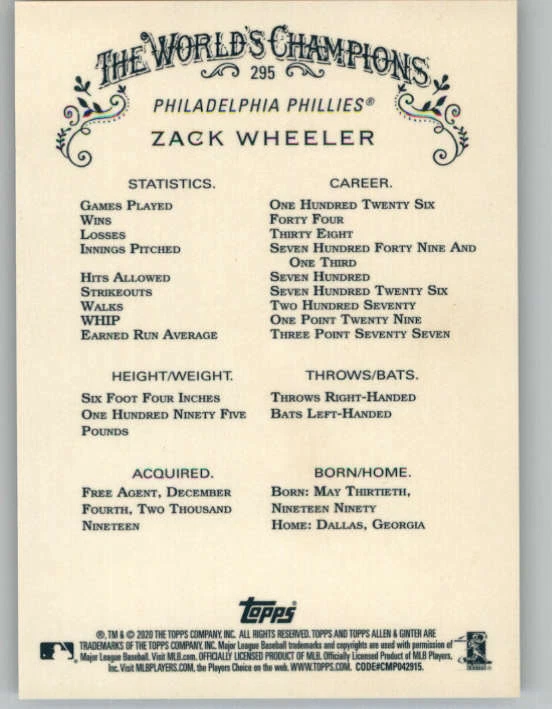 THE WORLD'S CHAMPIONS
295
PHILADELPHIA PHILLIES®
ZACK WHEELER
STATISTICS. CAREER.
GAMES PLAYED ONE HUNDRED TWENTY SIX
WINS FORTY FOUR
LOSSES THIRTY EIGHT
INNINGS PITCHED SEVEN HUNDRED FORTY NINE AND
ONE THIRD
HITS ALLOWED SEVEN HUNDRED
STRIKEOUTS SEVEN HUNDRED TWENTY SIX
WALKS TWO HUNDRED SEVENTY
WHIP ONE POINT TWENTY NINE
EARNED RUN AVERAGE THREE POINT SEVENTY SEVEN
HEIGHT/WEIGHT. THROWS/BATS.
SIX FOOT FOUR INCHES THROWS RIGHT-HANDED
ONE HUNDRED NINETY FIVE BATS LEFT-HANDED
POUNDS
ACQUIRED. BORN/HOME.
FREE AGENT, DECEMBER BORN: MAY THIRTIETH,
FOURTH, TWO THOUSAND NINETEEN NINETY
NINETEEN HOME: DALLAS, GEORGIA
Topps®
®, TM & © 2020 THE TOPPS COMPANY, INC. ALL RIGHTS RESERVED. TOPPS AND TOPPS ALLEN & GINTER ARE
TRADEMARKS OF THE TOPPS COMPANY, INC. Major League Baseball trademarks and copyrights are used with permission of
Major League Baseball. Visit MLB.com. OFFICIALLY LICENSED PRODUCT OF MLB. Officially Licensed Product of MLB Players,
Inc. Visit MLBPLAYERS.COM, the Players Choice on the web. WWW.TOPPS.COM. CODE#CMP042915.